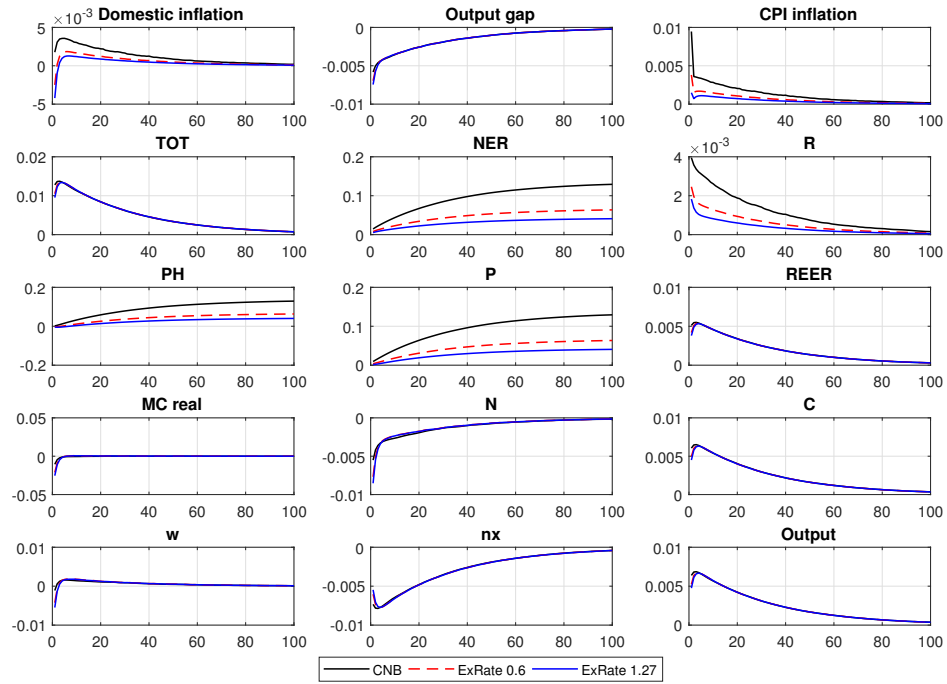 Domestic inflation Output gap CPI inflation
×10⁻³
5 0 -5
0 20 40 60 80 100
0 -0.005 -0.01
0 20 40 60 80 100
0.01 0.005 0
0 20 40 60 80 100
TOT NER R
0.02 0.01 0
0 20 40 60 80 100
0.2 0.1 0
0 20 40 60 80 100
×10⁻³
4 2 0
0 20 40 60 80 100
PH P REER
0.2 0 -0.2
0 20 40 60 80 100
0.2 0.1 0
0 20 40 60 80 100
0.01 0.005 0
0 20 40 60 80 100
MC real N C
0.05 0 -0.05
0 20 40 60 80 100
0 -0.005 -0.01
0 20 40 60 80 100
0.01 0.005 0
0 20 40 60 80 100
w nx Output
0.01 0 -0.01
0 20 40 60 80 100
0 -0.005 -0.01
0 20 40 60 80 100
0.01 0.005 0
0 20 40 60 80 100
CNB ExRate 0.6 ExRate 1.27